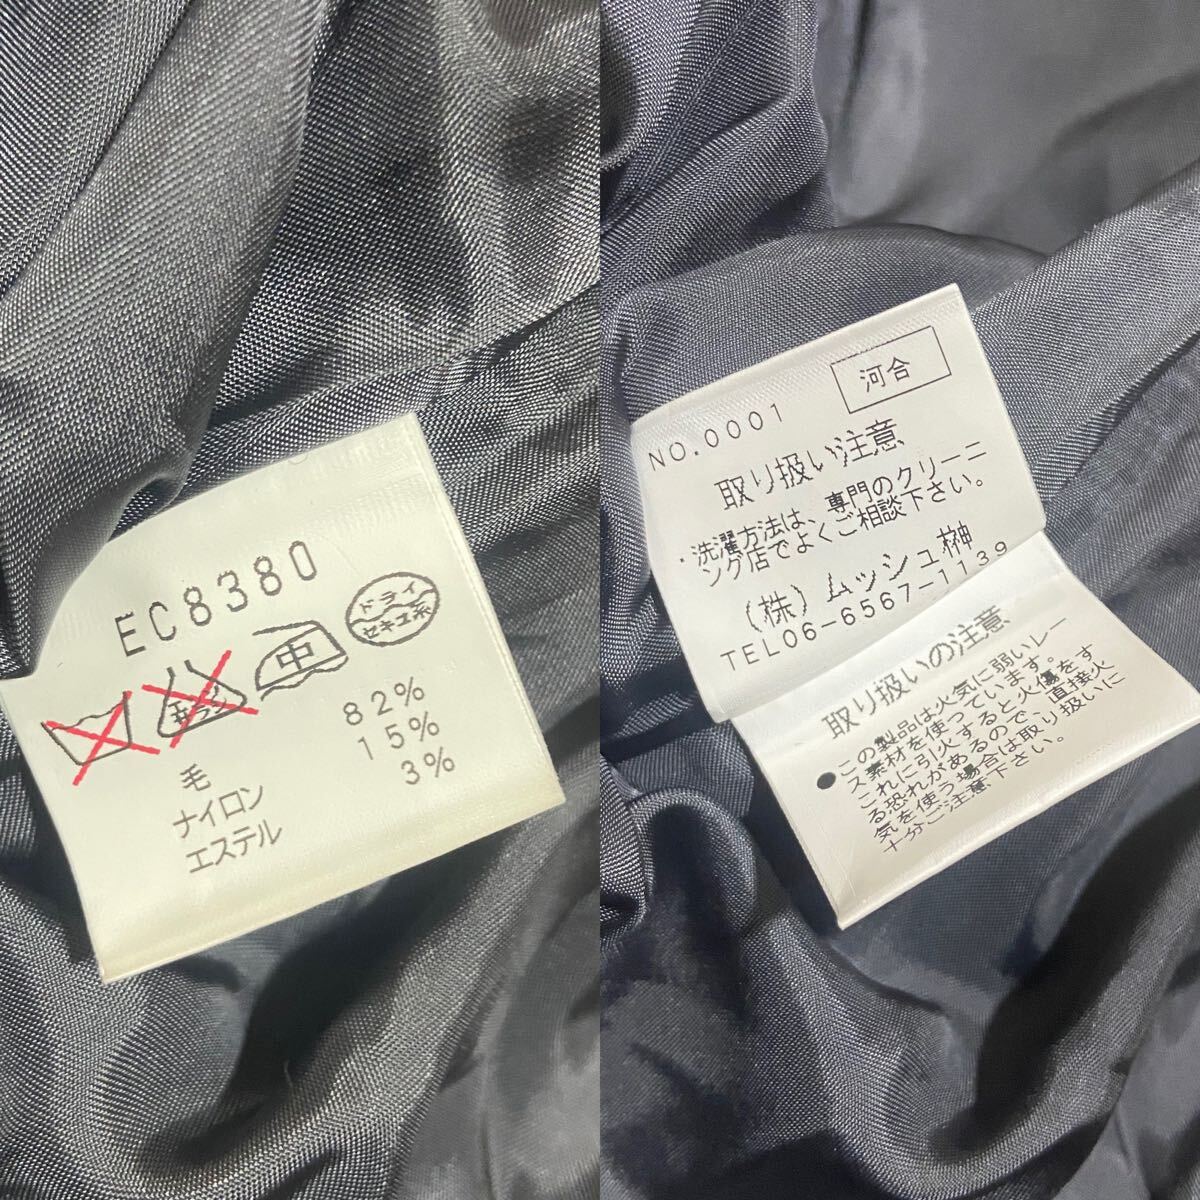 EC8380
ドライ
セキユ系
エンソサラシ
中
毛 82%
ナイロン 15%
エステル 3%
河合
NO.0001
取り扱い注意
・洗濯方法は、専門のクリーニ
ング店でよくご相談下さい。
(株)ムッシュ榊
TEL06-6567-1139
取り扱いの注意
●この製品は火気に弱いレー
ス素材を使っています。
これに引火すると火傷をす
る恐れがあるので、直接火
気を使う場合は取り扱いに
十分ご注意下さい。